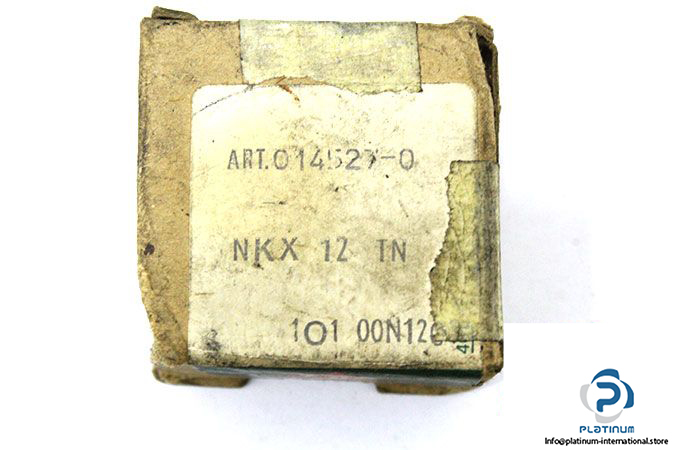 ART.014527-0
NKX 12 TN
101 00N126
PLATINUM
Info@platinum-international.store